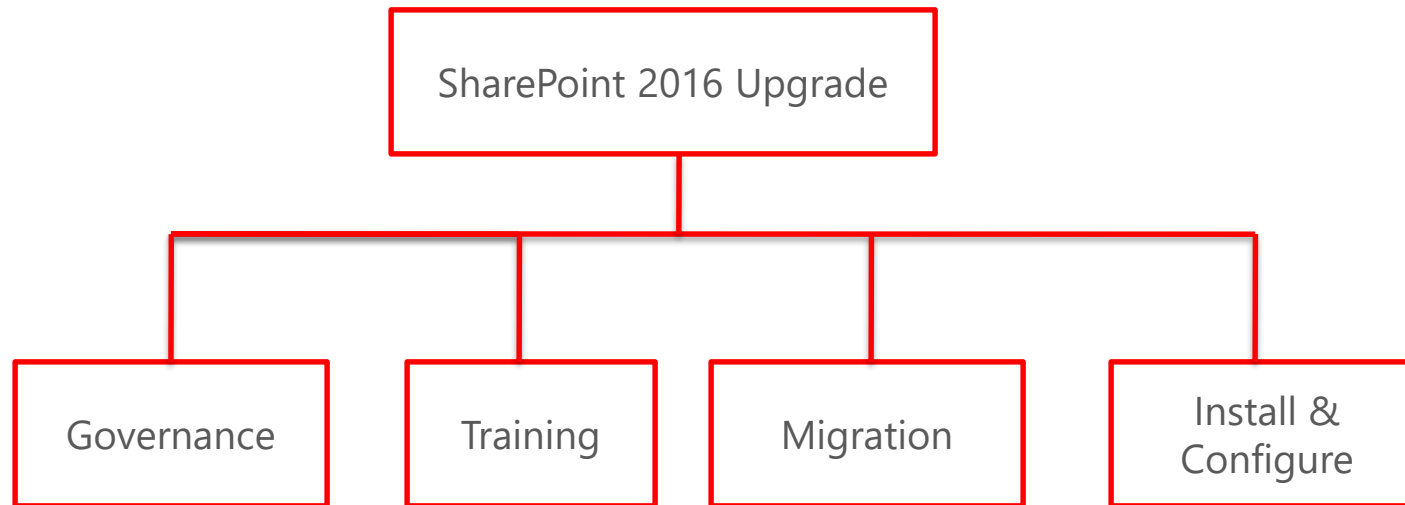 SharePoint 2016 Upgrade
Governance
Training
Migration
Install &
Configure